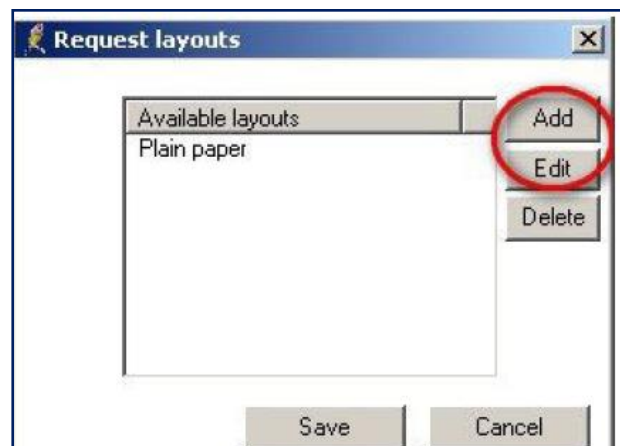 Request layouts
Available layouts
Plain paper
Add
Edit
Delete
Save
Cancel